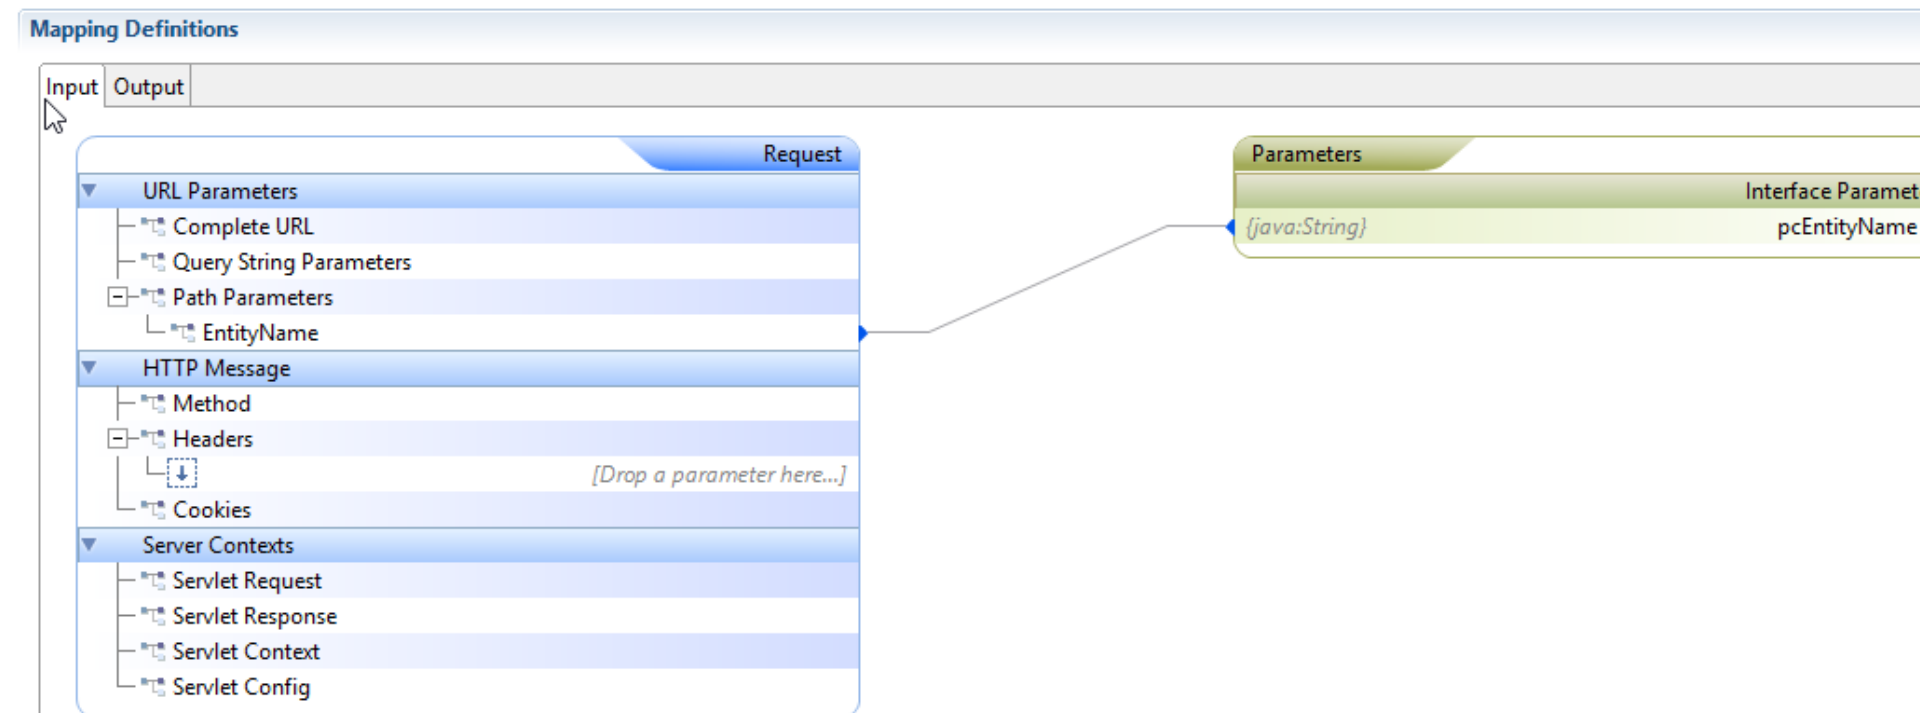 Mapping Definitions
Input Output
Request
URL Parameters
Complete URL
Query String Parameters
Path Parameters
EntityName
HTTP Message
Method
Headers
[Drop a parameter here...]
Cookies
Server Contexts
Servlet Request
Servlet Response
Servlet Context
Servlet Config
Parameters
Interface Paramet
{java:String} pcEntityName